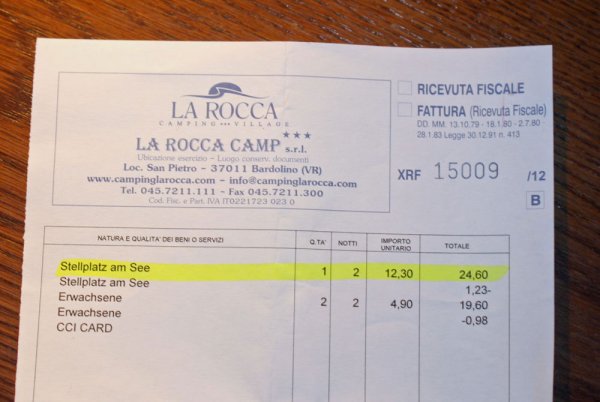 LA ROCCA
CAMPING *** VILLAGE
LA ROCCA CAMP s.r.l. ***
Ubicazione esercizio - Luogo conserv. documenti
Loc. San Pietro - 37011 Bardolino (VR)
www.campinglarocca.com - info@campinglarocca.com
Tel. 045.7211.111 - Fax 045.7211.300
Cod. Fisc. e Part. IVA IT0221723 023 0
RICEVUTA FISCALE
FATTURA (Ricevuta Fiscale)
DD. MM. 13.10.79 - 18.1.80 - 2.7.80 -
28.1.83 Legge 30.12.91 n. 413
XRF 15009 /12
B
NATURA E QUALITA' DEI BENI O SERVIZI Q.TA' NOTTI IMPORTO UNITARIO TOTALE
Stellplatz am See 1 2 12,30 24,60
Stellplatz am See 1,23-
Erwachsene 2 2 4,90 19,60
Erwachsene -0,98
CCI CARD